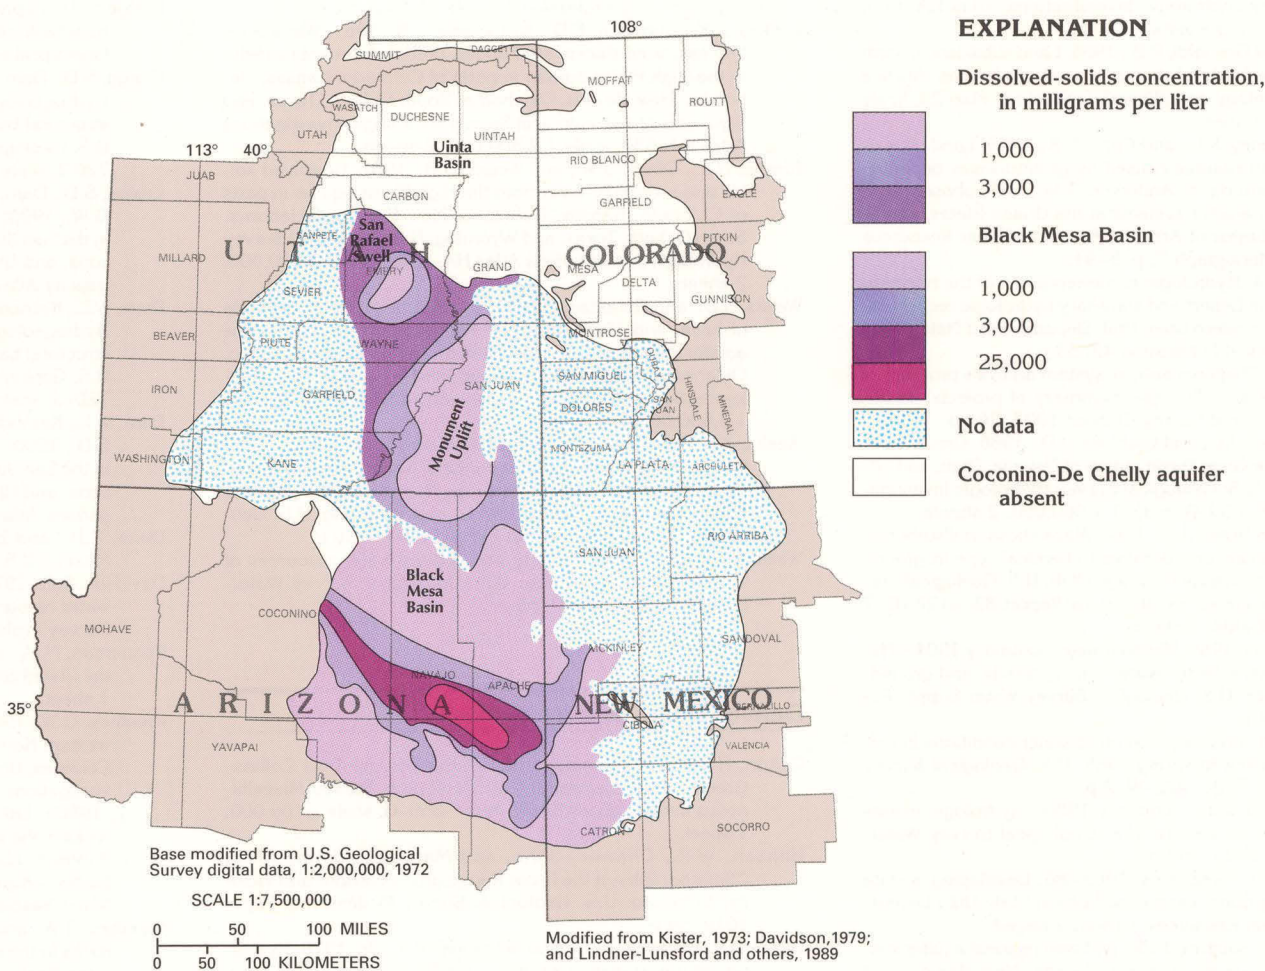 108°
EXPLANATION
Dissolved-solids concentration,
in milligrams per liter
1,000
3,000
Black Mesa Basin
1,000
3,000
25,000
No data
Coconino-De Chelly aquifer
absent
SUMMIT
DAGGETT
MOFFAT
ROUTT
WASATCH
DUCHESNE
UTAH
UINTAH
Uinta
Basin
113° 40°
RIO BLANCO
JUAB
EAGLE
CARBON
GARFIELD
San
Rafael
Swell
SANPETE
PITKIN
UTAH
COLORADO
MILLARD
EMERY
GRAND
MESA
DELTA
SEVIER
GUNNISON
BEAVER
PIUTE
WAYNE
MONTROSE
OURAY
IRON
GARFIELD
SAN JUAN
SAN MIGUEL
HINSDALE
MINERAL
DOLORES
SAN
JUAN
Monument
Uplift
WASHINGTON
KANE
MONTEZUMA
LA PLATA
ARCHULETA
SAN JUAN
RIO ARRIBA
Black
Mesa
Basin
COCONINO
MOHAVE
MCKINLEY
SANDOVAL
NAVAJO
APACHE
35°
ARIZONA
NEW MEXICO
BERNALILLO
CIBOLA
YAVAPAI
VALENCIA
CATRON
SOCORRO
Base modified from U.S. Geological
Survey digital data, 1:2,000,000, 1972
SCALE 1:7,500,000
0 50 100 MILES
0 50 100 KILOMETERS
Modified from Kister, 1973; Davidson,1979;
and Lindner-Lunsford and others, 1989